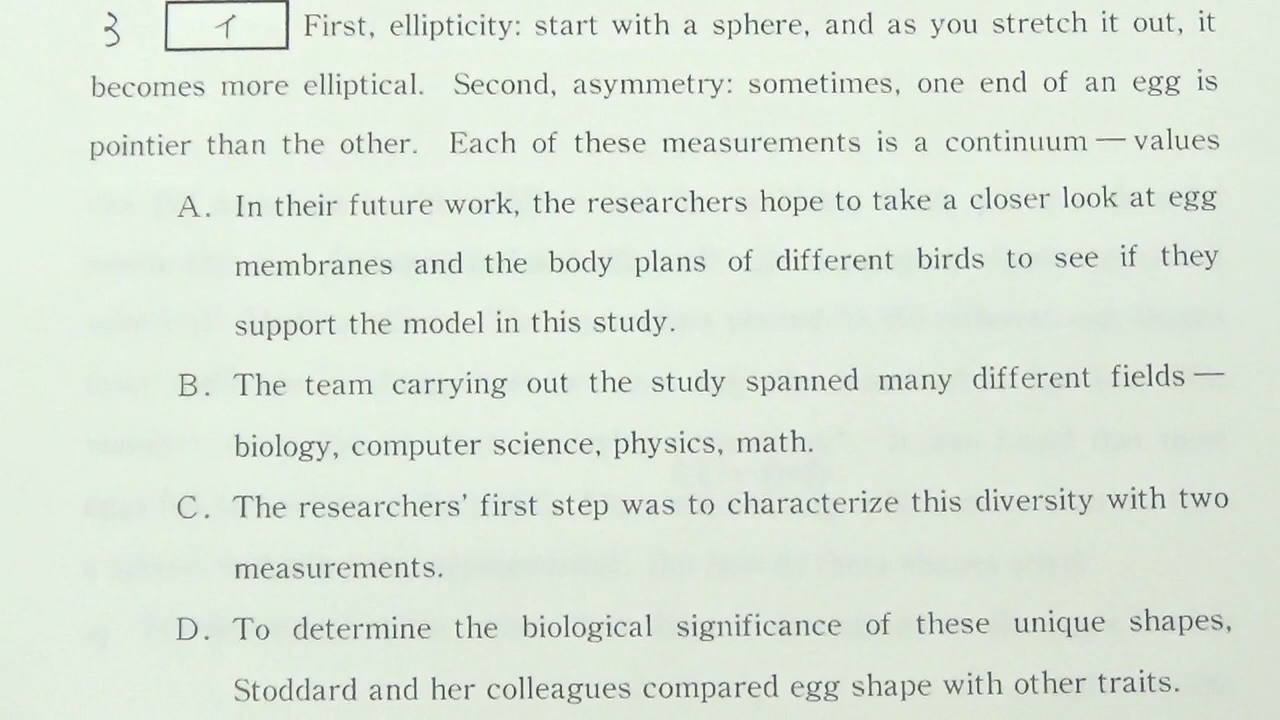 3 イ First, ellipticity: start with a sphere, and as you stretch it out, it
becomes more elliptical. Second, asymmetry: sometimes, one end of an egg is
pointier than the other. Each of these measurements is a continuum — values
A. In their future work, the researchers hope to take a closer look at egg
membranes and the body plans of different birds to see if they
support the model in this study.
B. The team carrying out the study spanned many different fields —
biology, computer science, physics, math.
C. The researchers' first step was to characterize this diversity with two
measurements.
D. To determine the biological significance of these unique shapes,
Stoddard and her colleagues compared egg shape with other traits.